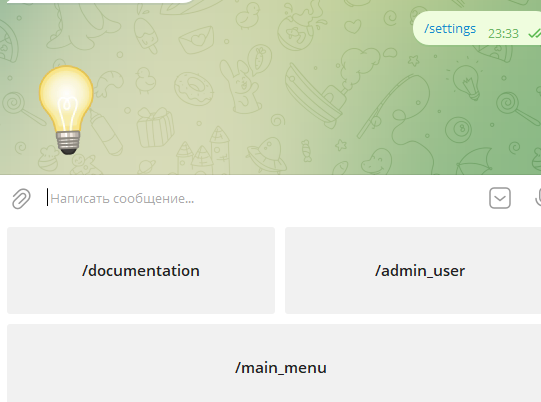 /settings
23:33
Написать сообщение...
/documentation
/admin_user
/main_menu